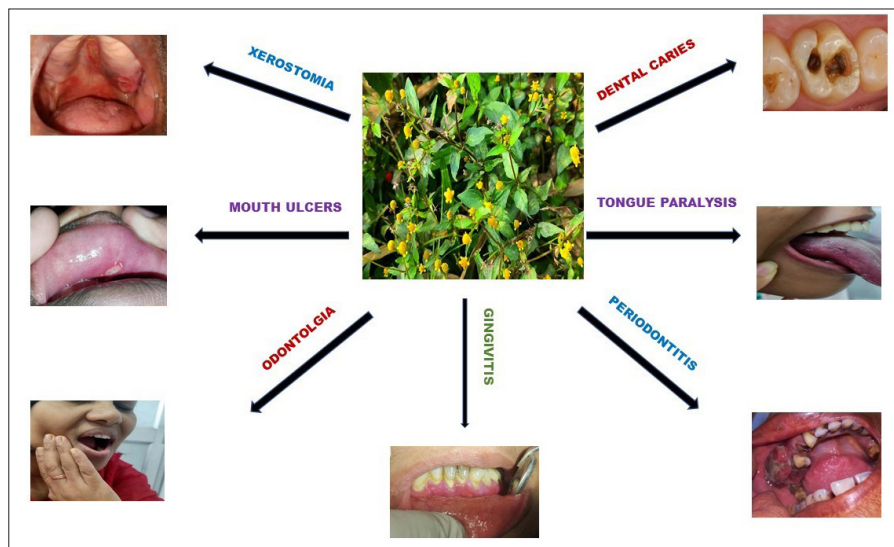 XEROSTOMIA
DENTAL CARIES
MOUTH ULCERS
TONGUE PARALYSIS
ODONTOLGIA
GINGIVITIS
PERIODONTITIS